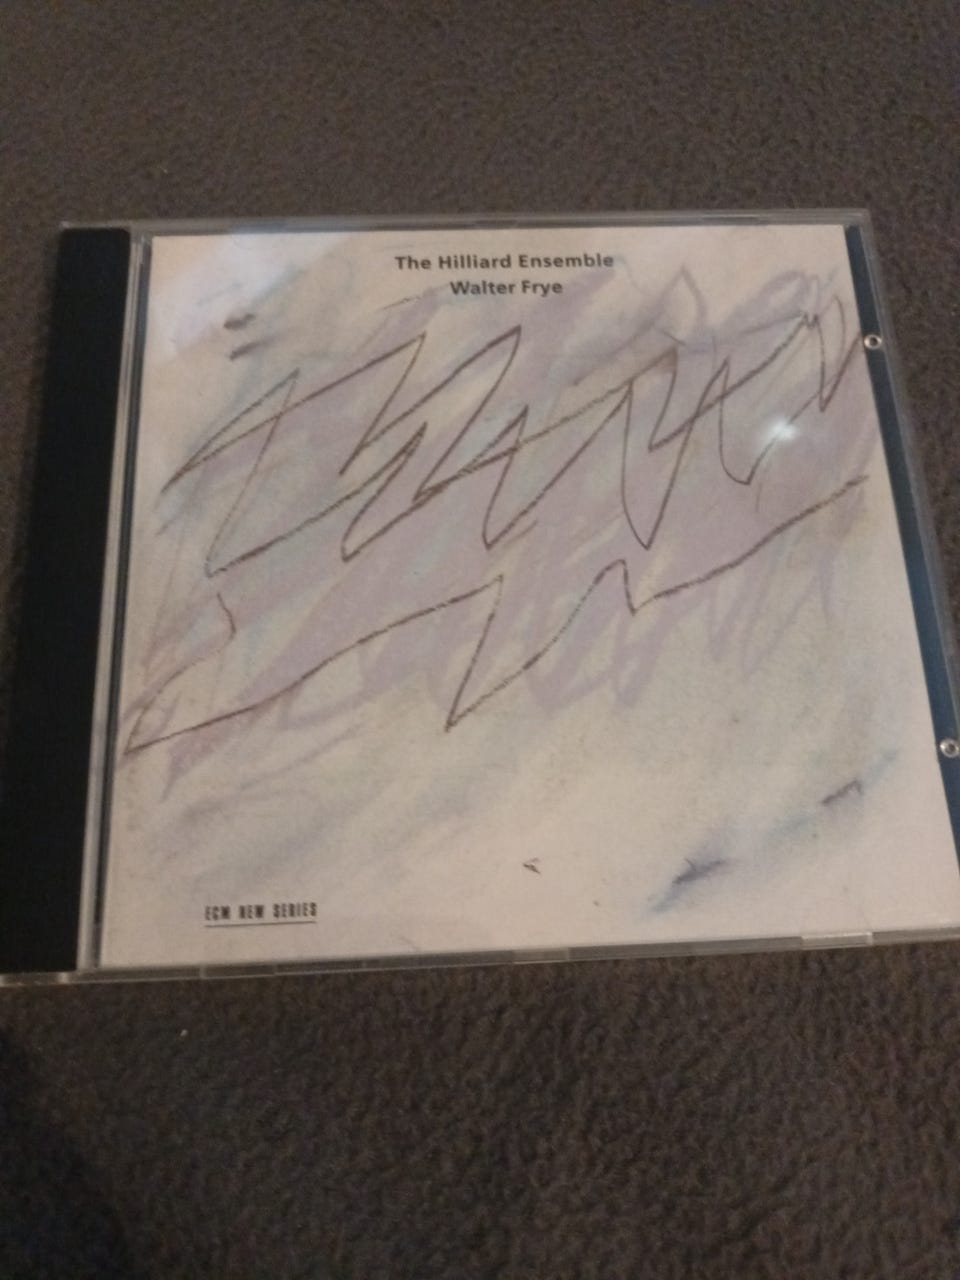 The Hilliard Ensemble
Walter Frye
ECM NEW SERIES